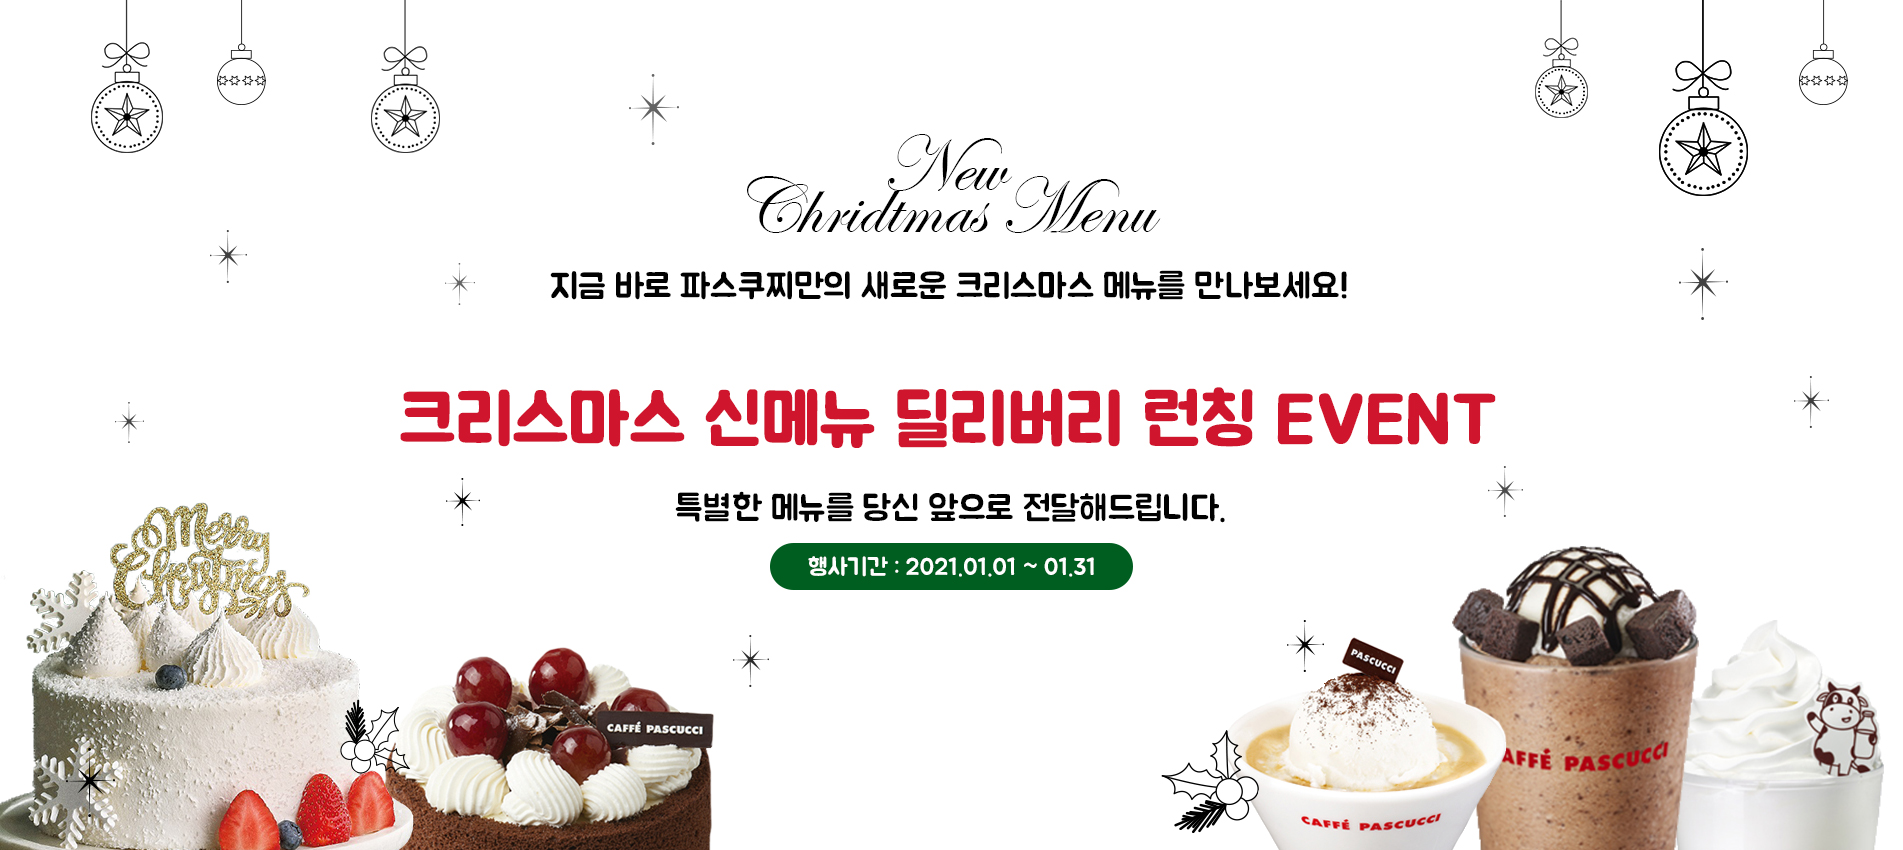 New
Chridtmas Menu
지금 바로 파스쿠찌만의 새로운 크리스마스 메뉴를 만나보세요!
크리스마스 신메뉴 딜리버리 런칭 EVENT
특별한 메뉴를 당신 앞으로 전달해드립니다.
행사기간 : 2021.01.01 ~ 01.31
Merry
Christmas
CAFFÉ PASCUCCI
PASCUCCI
CAFFÉ PASCUCCI
AFFÉ PASCUCCI